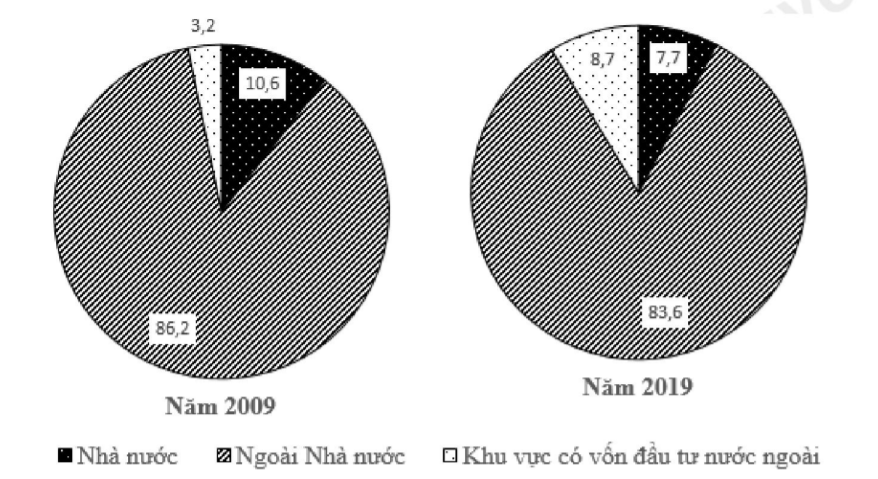 3,2
10,6
86,2
Năm 2009
8,7
7,7
83,6
Năm 2019
Nhà nước
Ngoài Nhà nước
Khu vực có vốn đầu tư nước ngoài